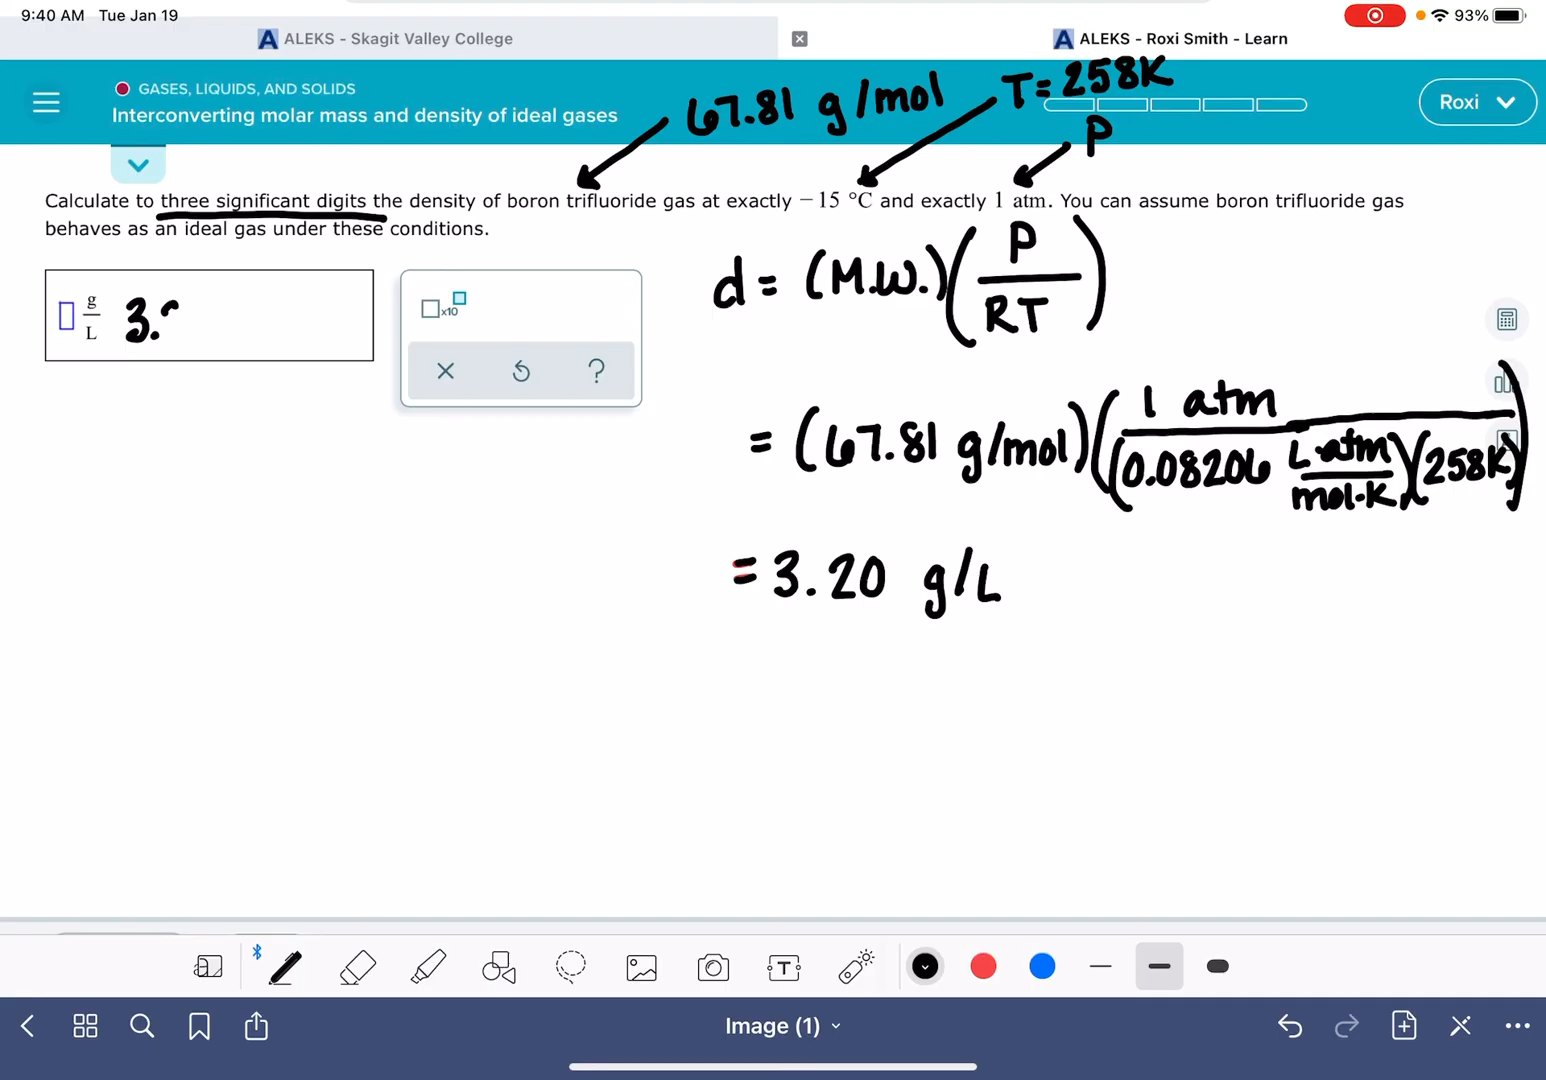 9:40 AM Tue Jan 19
93%
ALEKS - Skagit Valley College
ALEKS - Roxi Smith - Learn
GASES, LIQUIDS, AND SOLIDS
Interconverting molar mass and density of ideal gases
67.81 g/mol
T = 258K
P
Roxi
Calculate to three significant digits the density of boron trifluoride gas at exactly −15 °C and exactly 1 atm. You can assume boron trifluoride gas
behaves as an ideal gas under these conditions.
g/L 3.
x10
?
d = (M.W.)(P/RT)
= (67.81 g/mol)(1 atm/(0.08206 L·atm/mol·K)(258K))
= 3.20 g/L
T
Image (1)